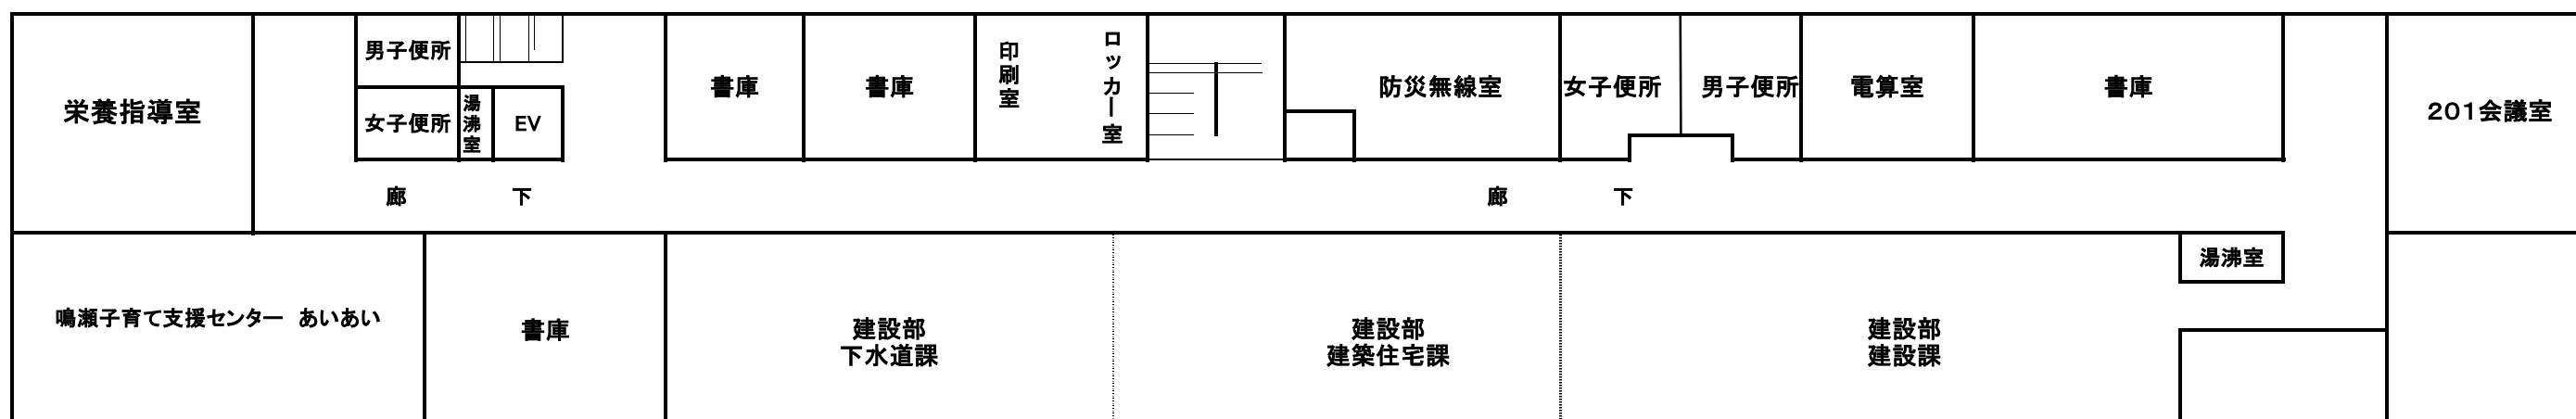 栄養指導室
男子便所
女子便所
湯沸室
EV
書庫
書庫
印刷室
ロッカー室
防災無線室
女子便所
男子便所
電算室
書庫
201会議室
廊下
廊下
湯沸室
鳴瀬子育て支援センター あいあい
書庫
建設部
下水道課
建設部
建築住宅課
建設部
建設課